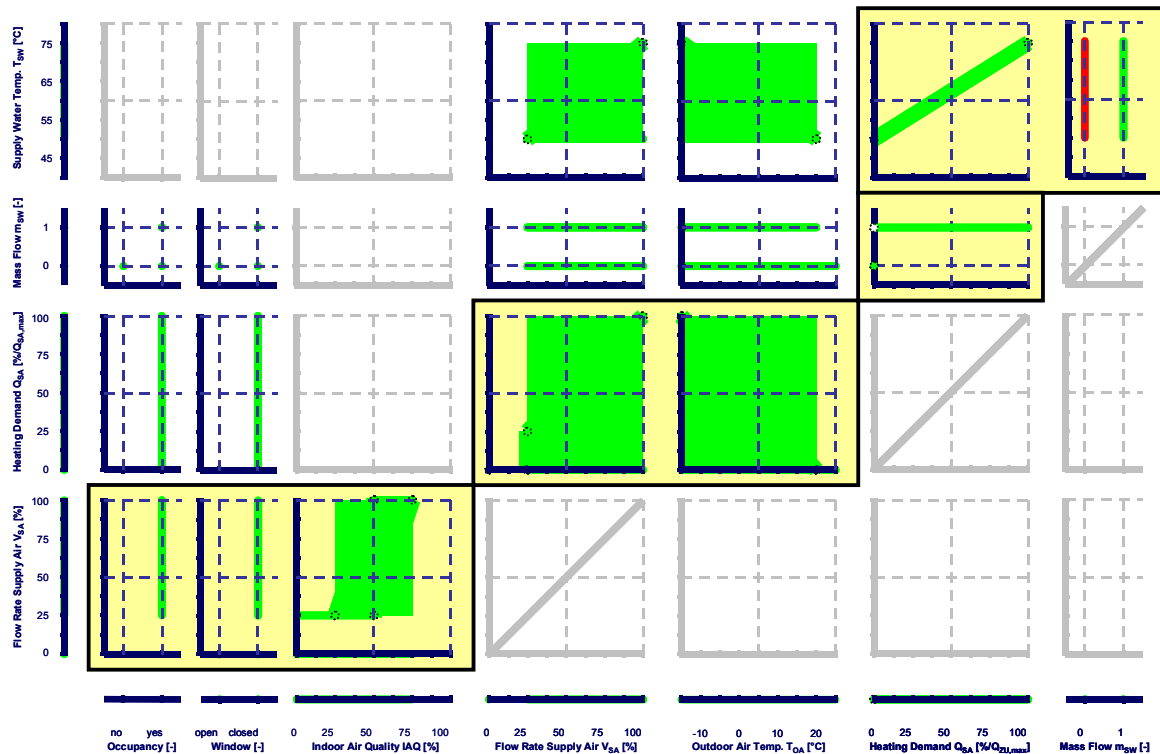 Supply Water Temp. T_SW [°C]
75
65
55
45
Mass Flow m_SW [-]
1
0
Heating Demand Q_SA [%/Q_SA,max]
100
75
50
25
0
Flow Rate Supply Air V_SA [%]
100
75
50
25
0
no yes
Occupancy [-]
open closed
Window [-]
0 25 50 75 100
Indoor Air Quality IAQ [%]
0 25 50 75 100
Flow Rate Supply Air V_SA [%]
-10 0 10 20
Outdoor Air Temp. T_OA [°C]
0 25 50 75 100
Heating Demand Q_SA [%/Q_ZU,max]
0 1
Mass Flow m_SW [-]